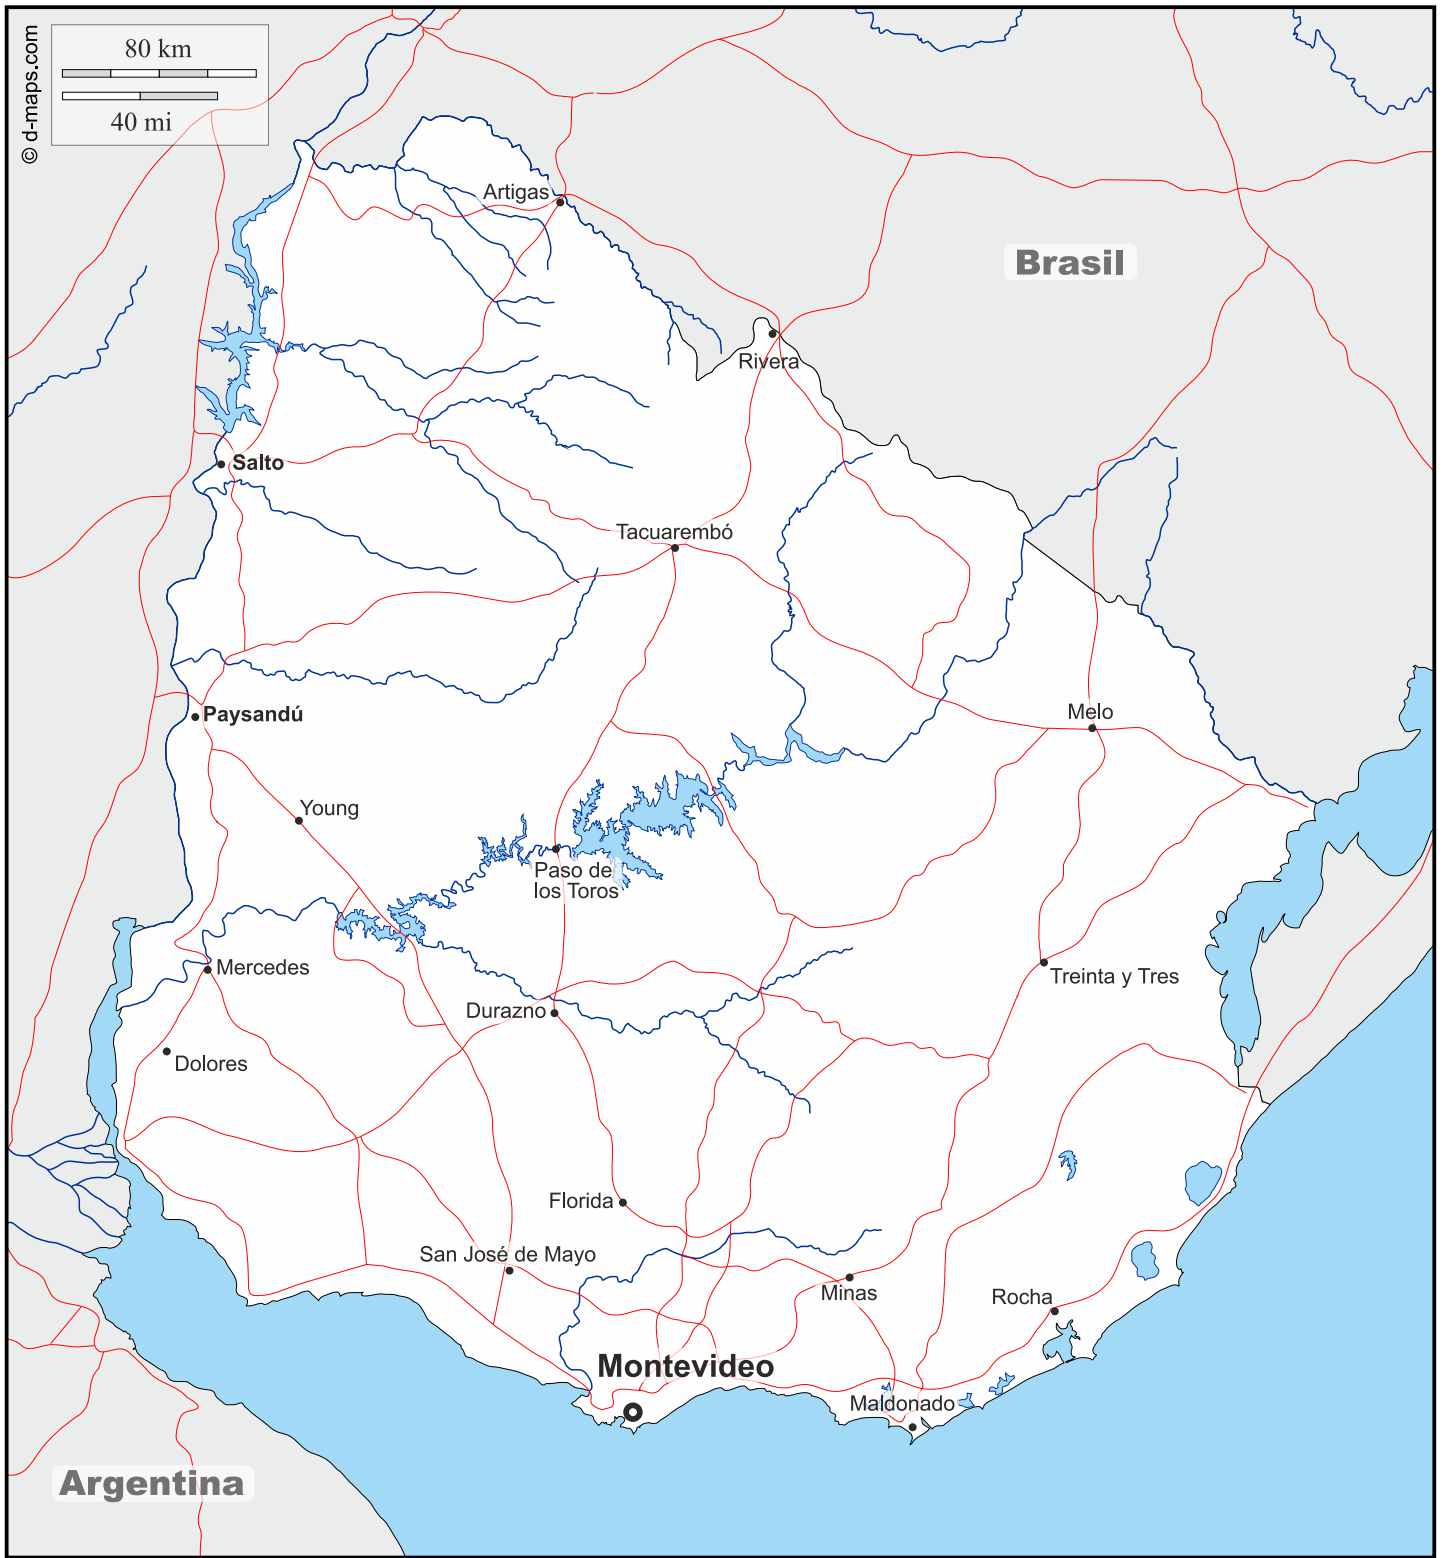 © d-maps.com
80 km
40 mi
Artigas
Brasil
Rivera
Salto
Tacuarembó
Melo
Paysandú
Young
Paso de
los Toros
Mercedes
Treinta y Tres
Durazno
Dolores
Florida
San José de Mayo
Minas
Rocha
Montevideo
Maldonado
Argentina